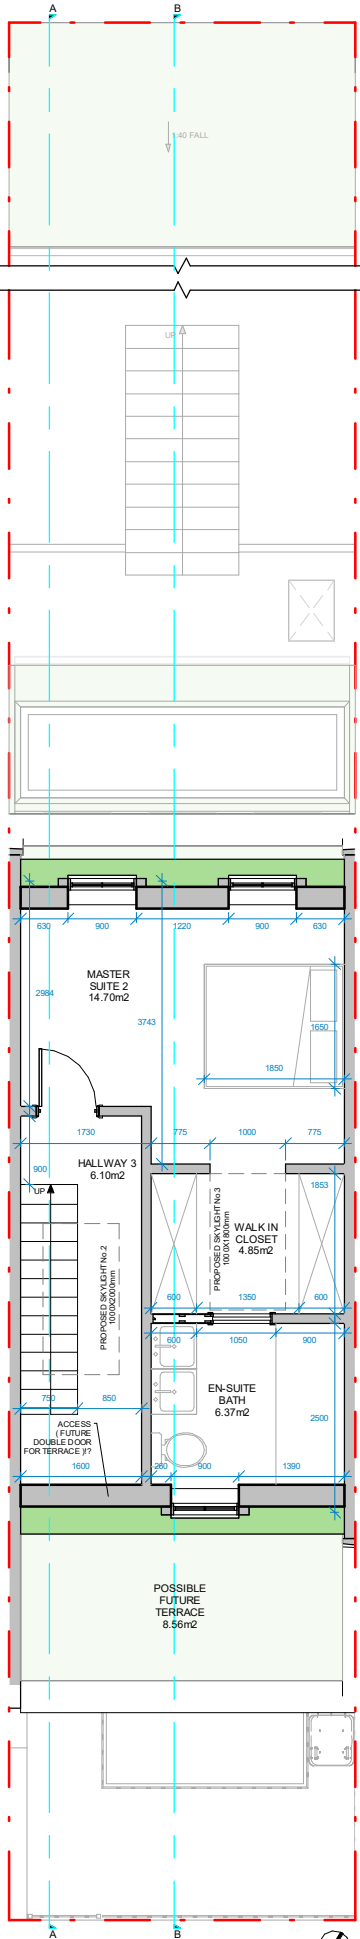 A
B
1:40 FALL
UP
630
900
1220
900
630
MASTER
SUITE 2
14.70m2
2984
3743
1650
1850
1730
775
1000
775
900
HALLWAY 3
6.10m2
1853
UP
PROPOSED SKYLIGHT No.2
1000X2000mm
PROPOSED SKYLIGHT No.3
1000X1800mm
WALK IN
CLOSET
4.85m2
600
1350
600
600
1050
900
EN-SUITE
BATH
6.37m2
750
850
2500
ACCESS
( FUTURE
DOUBLE DOOR
FOR TERRACE )!?
1600
260
900
1390
POSSIBLE
FUTURE
TERRACE
8.56m2
A
B